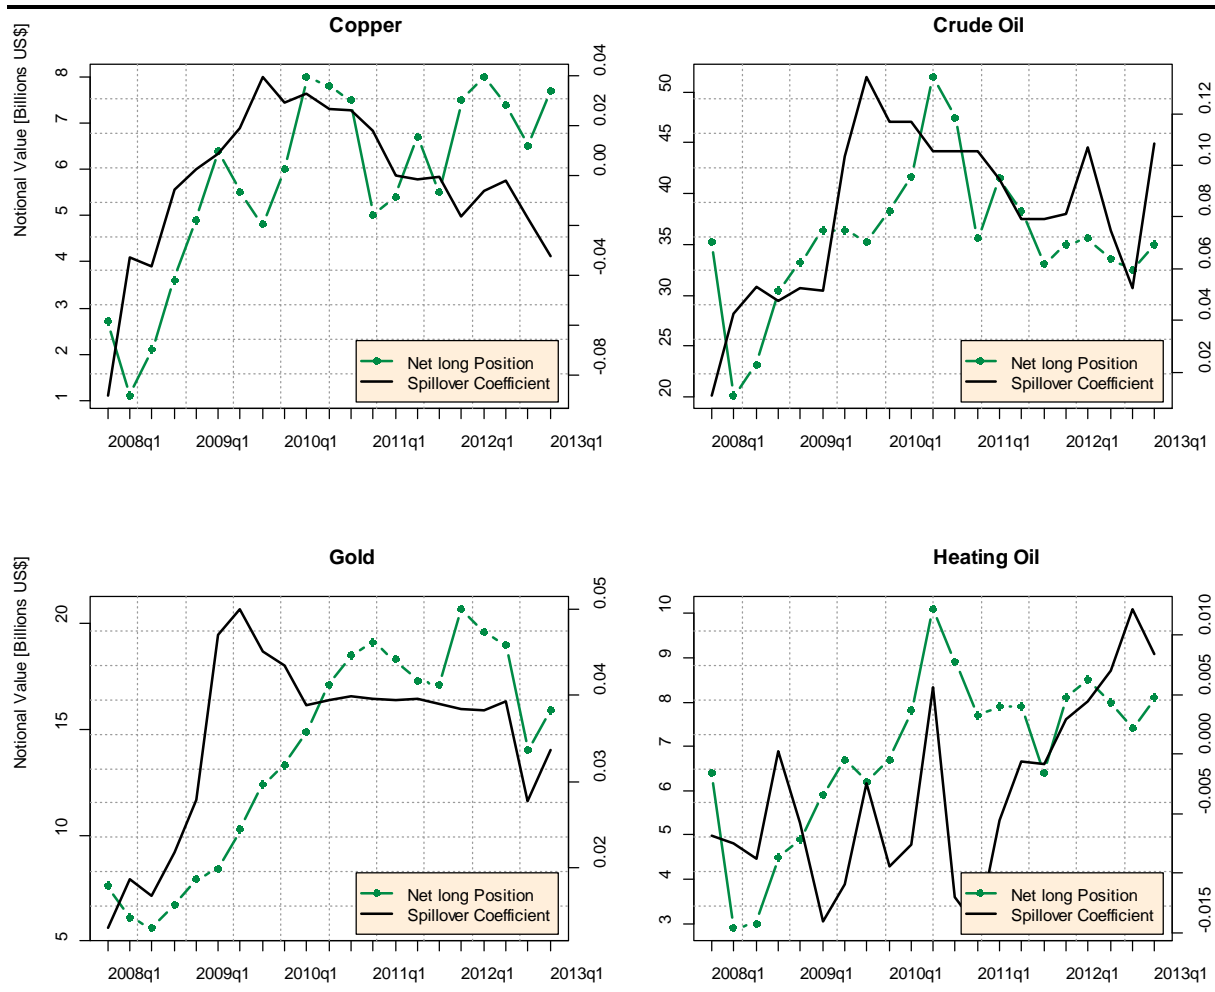 Copper
Notional Value [Billions US$]
8
7
6
5
4
3
2
1
0.04
0.02
0.00
-0.04
-0.08
Net long Position
Spillover Coefficient
2008q1 2009q1 2010q1 2011q1 2012q1 2013q1
Crude Oil
50
45
40
35
30
25
20
0.12
0.10
0.08
0.06
0.04
0.02
Net long Position
Spillover Coefficient
2008q1 2009q1 2010q1 2011q1 2012q1 2013q1
Gold
Notional Value [Billions US$]
20
15
10
5
0.05
0.04
0.03
0.02
Net long Position
Spillover Coefficient
2008q1 2009q1 2010q1 2011q1 2012q1 2013q1
Heating Oil
10
9
8
7
6
5
4
3
0.010
0.005
0.000
-0.005
-0.015
Net long Position
Spillover Coefficient
2008q1 2009q1 2010q1 2011q1 2012q1 2013q1